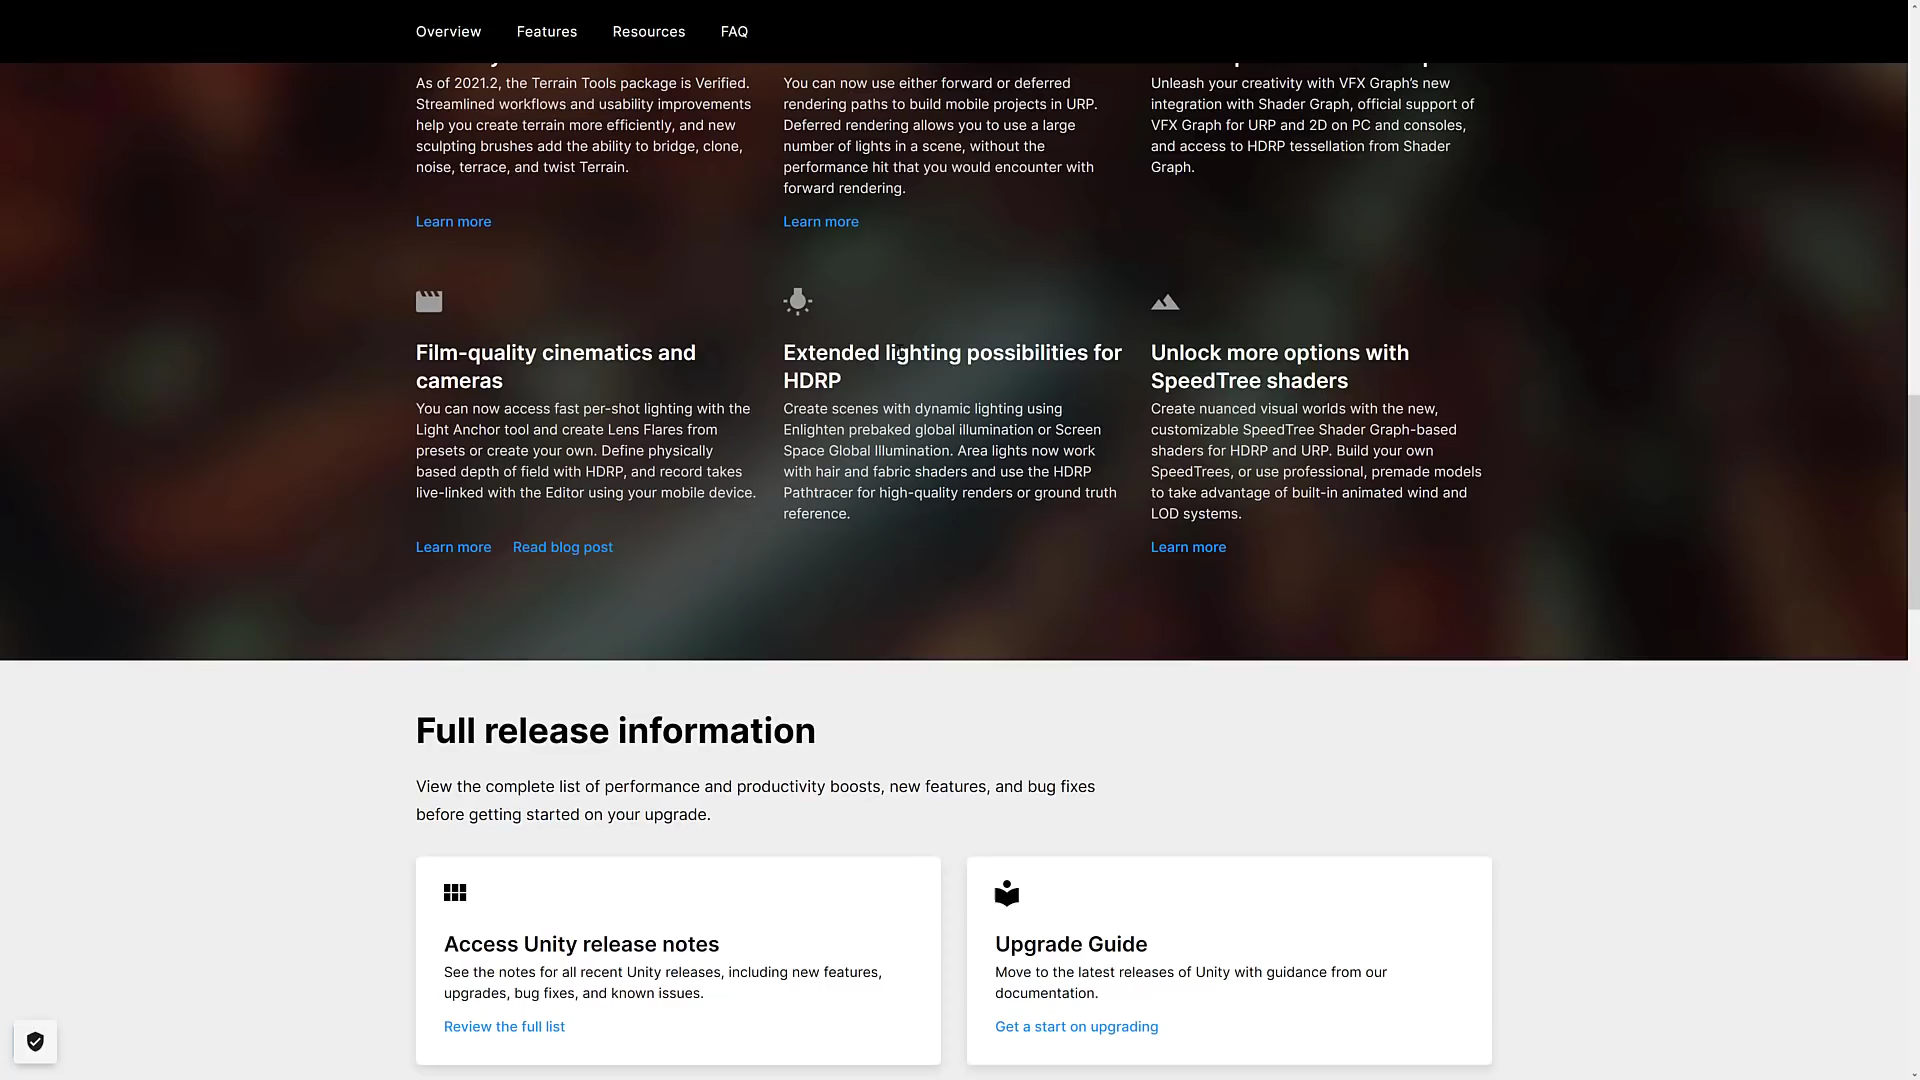 Overview
Features
Resources
FAQ
As of 2021.2, the Terrain Tools package is Verified.
Streamlined workflows and usability improvements
help you create terrain more efficiently, and new
sculpting brushes add the ability to bridge, clone,
noise, terrace, and twist Terrain.
Learn more
You can now use either forward or deferred
rendering paths to build mobile projects in URP.
Deferred rendering allows you to use a large
number of lights in a scene, without the
performance hit that you would encounter with
forward rendering.
Learn more
Unleash your creativity with VFX Graph’s new
integration with Shader Graph, official support of
VFX Graph for URP and 2D on PC and consoles,
and access to HDRP tessellation from Shader
Graph.
Film-quality cinematics and
cameras
You can now access fast per-shot lighting with the
Light Anchor tool and create Lens Flares from
presets or create your own. Define physically
based depth of field with HDRP, and record takes
live-linked with the Editor using your mobile device.
Learn more
Read blog post
Extended lighting possibilities for
HDRP
Create scenes with dynamic lighting using
Enlighten prebaked global illumination or Screen
Space Global Illumination. Area lights now work
with hair and fabric shaders and use the HDRP
Pathtracer for high-quality renders or ground truth
reference.
Unlock more options with
SpeedTree shaders
Create nuanced visual worlds with the new,
customizable SpeedTree Shader Graph-based
shaders for HDRP and URP. Build your own
SpeedTrees, or use professional, premade models
to take advantage of built-in animated wind and
LOD systems.
Learn more
Full release information
View the complete list of performance and productivity boosts, new features, and bug fixes
before getting started on your upgrade.
Access Unity release notes
See the notes for all recent Unity releases, including new features,
upgrades, bug fixes, and known issues.
Review the full list
Upgrade Guide
Move to the latest releases of Unity with guidance from our
documentation.
Get a start on upgrading